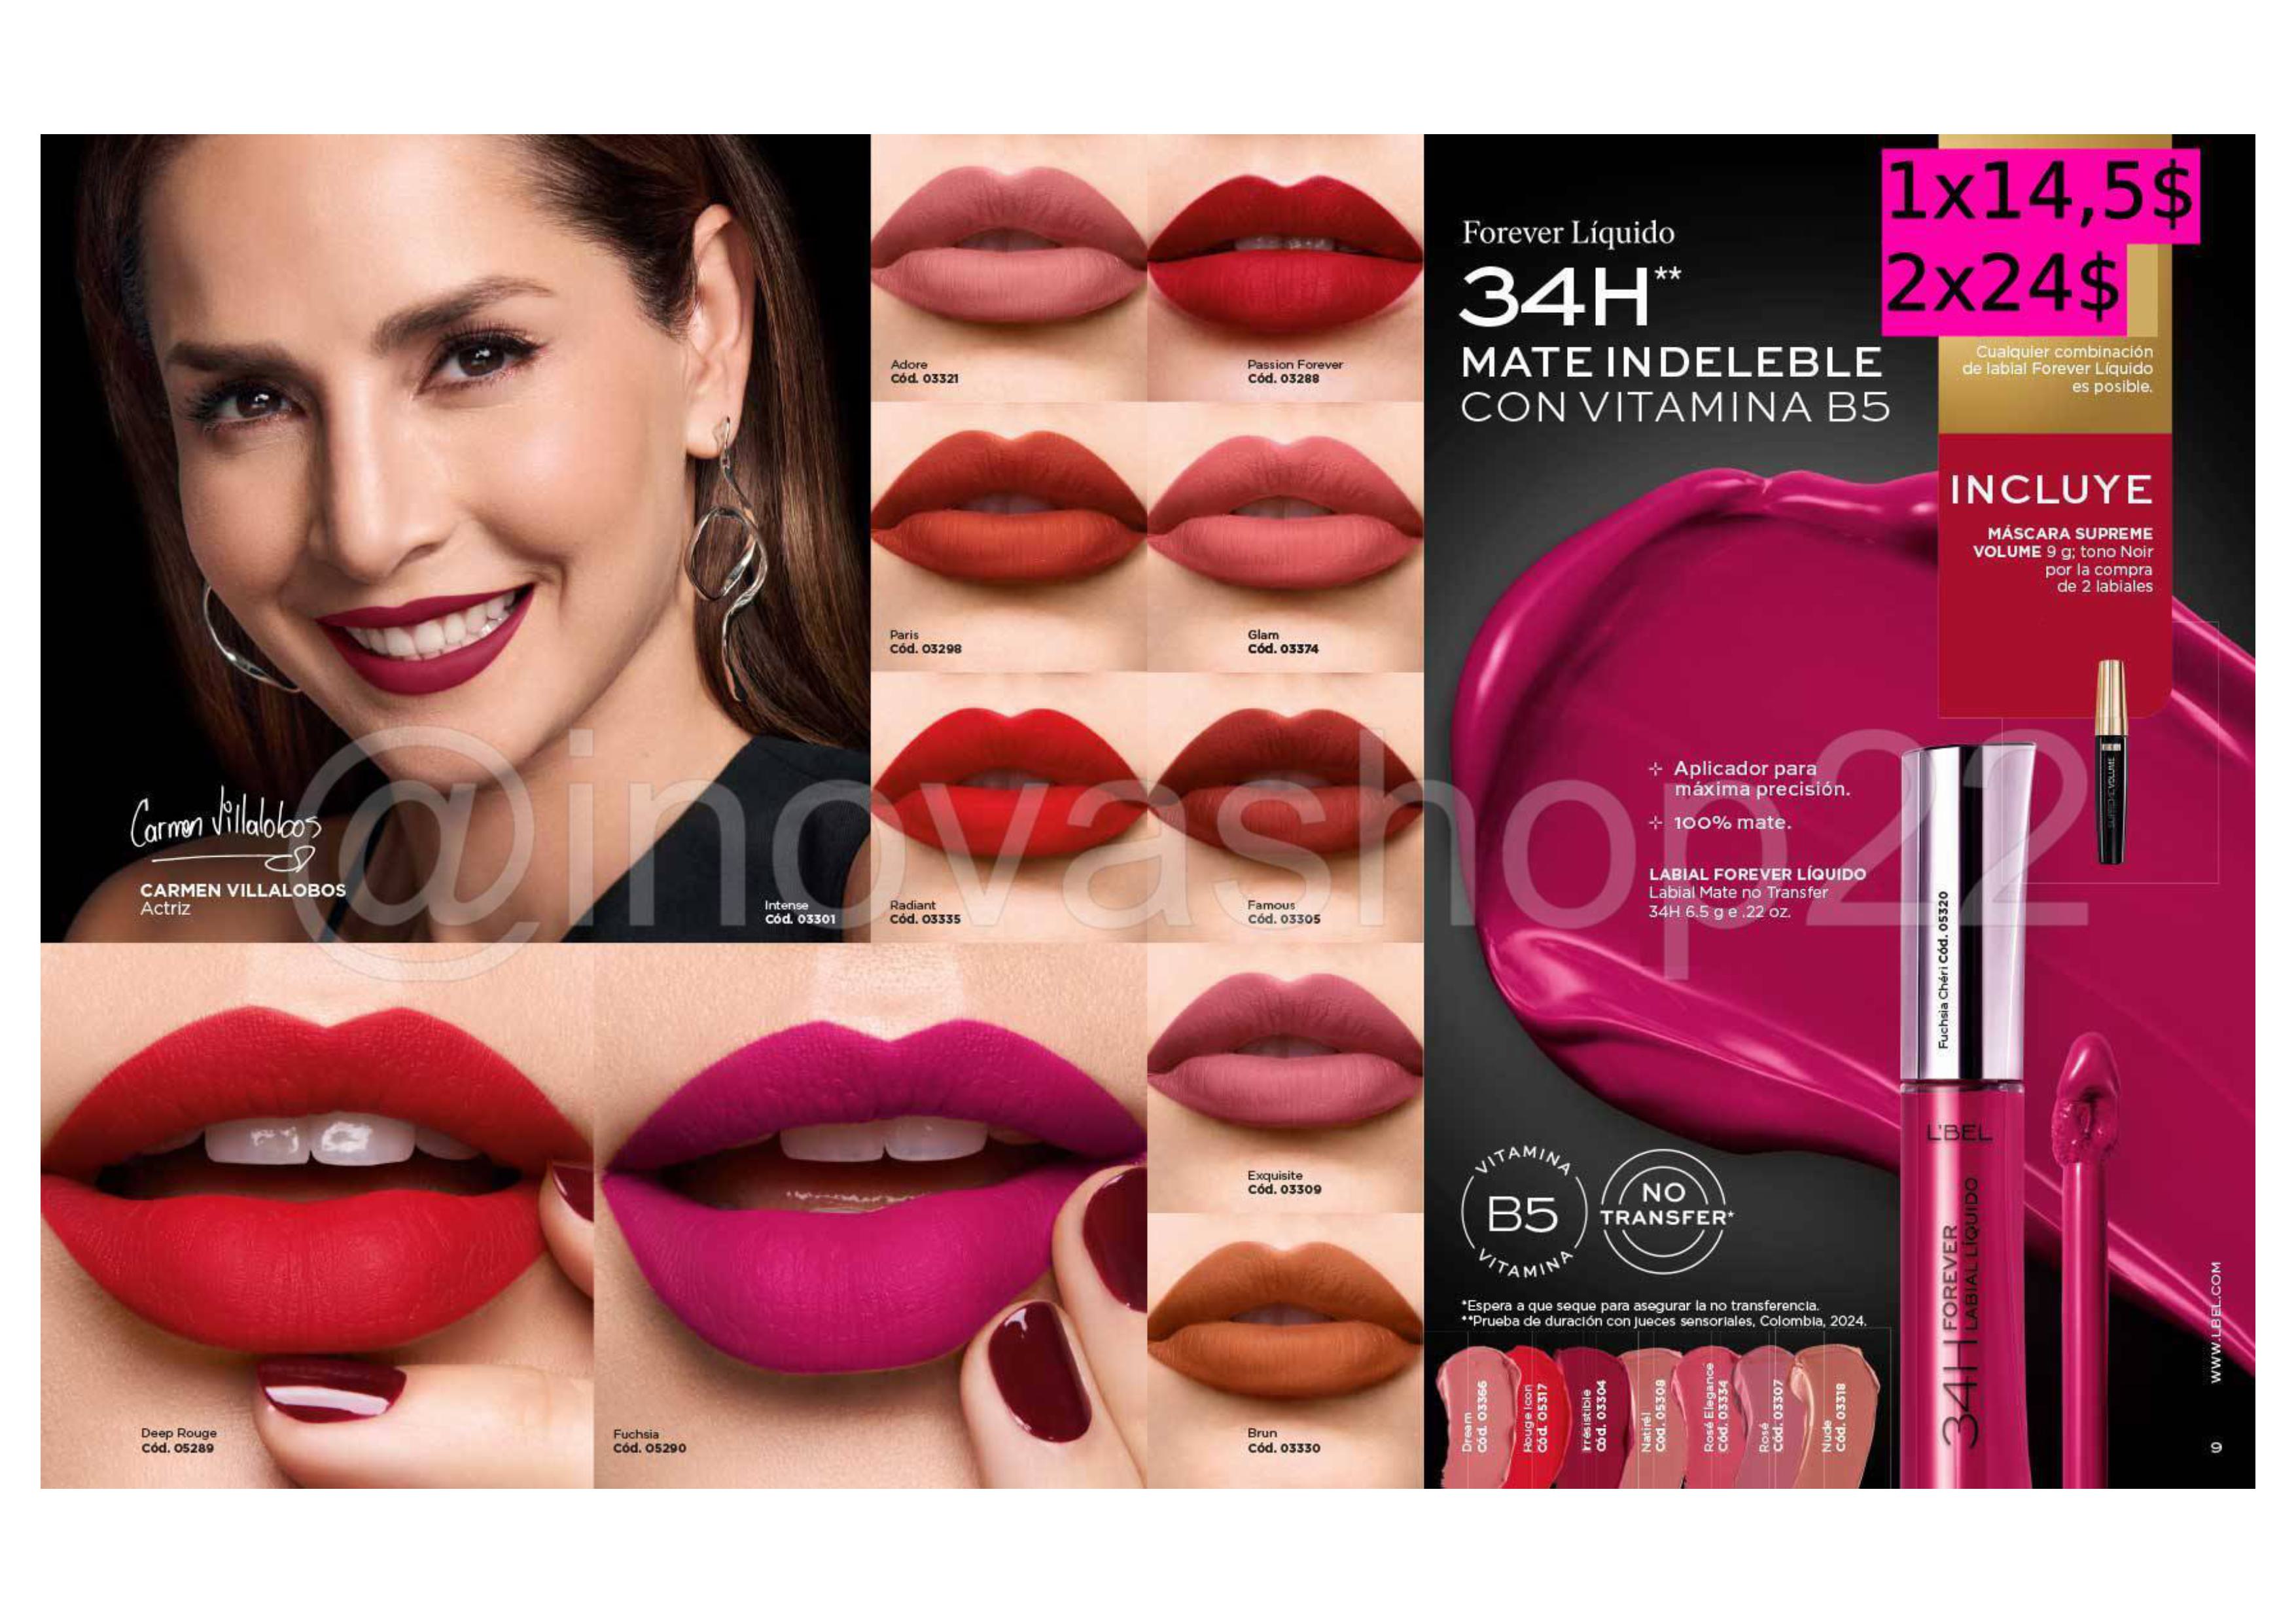 Carmen Villalobos
CARMEN VILLALOBOS
Actriz
Intense
Cód. 03301
Adore
Cód. 03321
Passion Forever
Cód. 03288
Paris
Cód. 03298
Glam
Cód. 03374
Radiant
Cód. 03335
Famous
Cód. 03305
Deep Rouge
Cód. 05289
Fuchsia
Cód. 05290
Exquisite
Cód. 03309
Brun
Cód. 03330
@inovashop22
Forever Líquido
34H**
MATE INDELEBLE
CON VITAMINA B5
1x14,5$
2x24$
Cualquier combinación
de labial Forever Líquido
es posible.
INCLUYE
MÁSCARA SUPREME
VOLUME 9 g; tono Noir
por la compra
de 2 labiales
SUPREME VOLUME
+ Aplicador para
máxima precisión.
+ 100% mate.
LABIAL FOREVER LÍQUIDO
Labial Mate no Transfer
34H 6.5 g e .22 oz.
Fuchsia Chéri Cód. 05320
L'BEL
34H FOREVER
LABIAL LÍQUIDO
VITAMINA
B5
VITAMINA
NO
TRANSFER*
*Espera a que seque para asegurar la no transferencia.
**Prueba de duración con jueces sensoriales, Colombia, 2024.
Dream
Cód. 03366
Rouge Icon
Cód. 05317
Irrésistible
Cód. 03304
Natirél
Cód. 05308
Rosé Elegance
Cód. 03334
Rosé
Cód. 03307
Nude
Cód. 03318
WWW.LBEL.COM
9